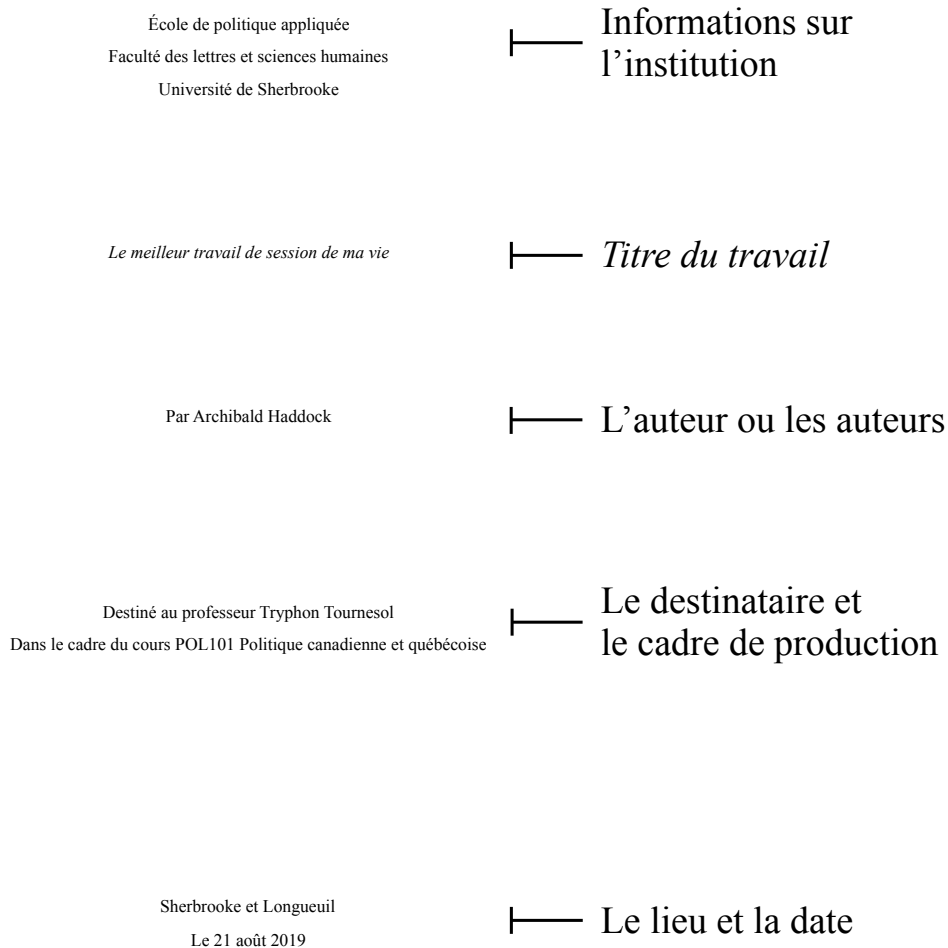 École de politique appliquée
Faculté des lettres et sciences humaines
Université de Sherbrooke
Informations sur
l’institution
Le meilleur travail de session de ma vie
Titre du travail
Par Archibald Haddock
L’auteur ou les auteurs
Destiné au professeur Tryphon Tournesol
Dans le cadre du cours POL101 Politique canadienne et québécoise
Le destinataire et
le cadre de production
Sherbrooke et Longueuil
Le 21 août 2019
Le lieu et la date